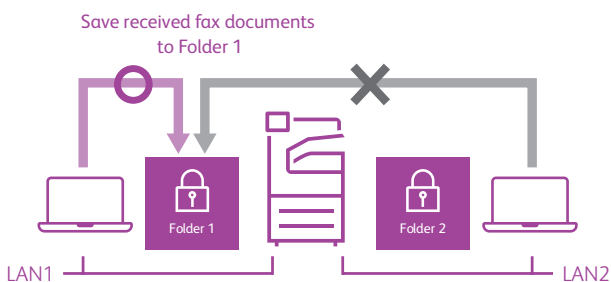 Save received fax documents
to Folder 1
Folder 1
Folder 2
LAN1
LAN2